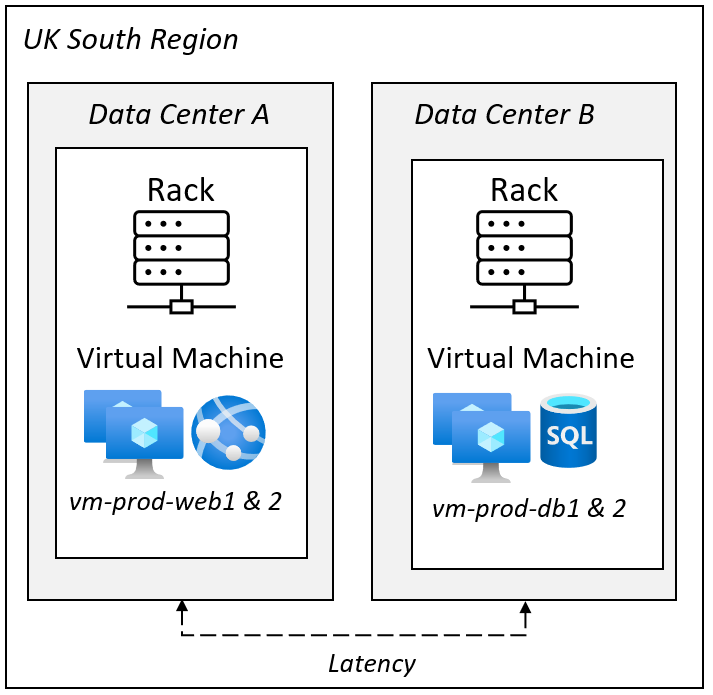 UK South Region
Data Center A
Rack
Virtual Machine
vm-prod-web1 & 2
Data Center B
Rack
Virtual Machine
SQL
vm-prod-db1 & 2
Latency